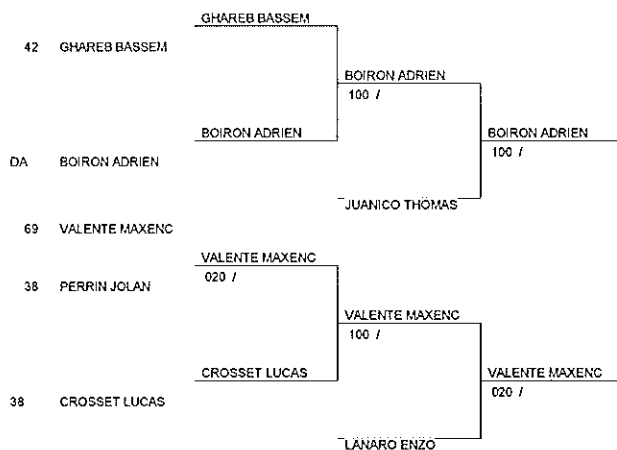 GHAREB BASSEM
42 GHAREB BASSEM
BOIRON ADRIEN
100 /
BOIRON ADRIEN
BOIRON ADRIEN
100 /
DA BOIRON ADRIEN
JUANICO THOMAS
69 VALENTE MAXENC
VALENTE MAXENC
020 /
38 PERRIN JOLAN
VALENTE MAXENC
100 /
CROSSET LUCAS
VALENTE MAXENC
020 /
38 CROSSET LUCAS
LANARO ENZO